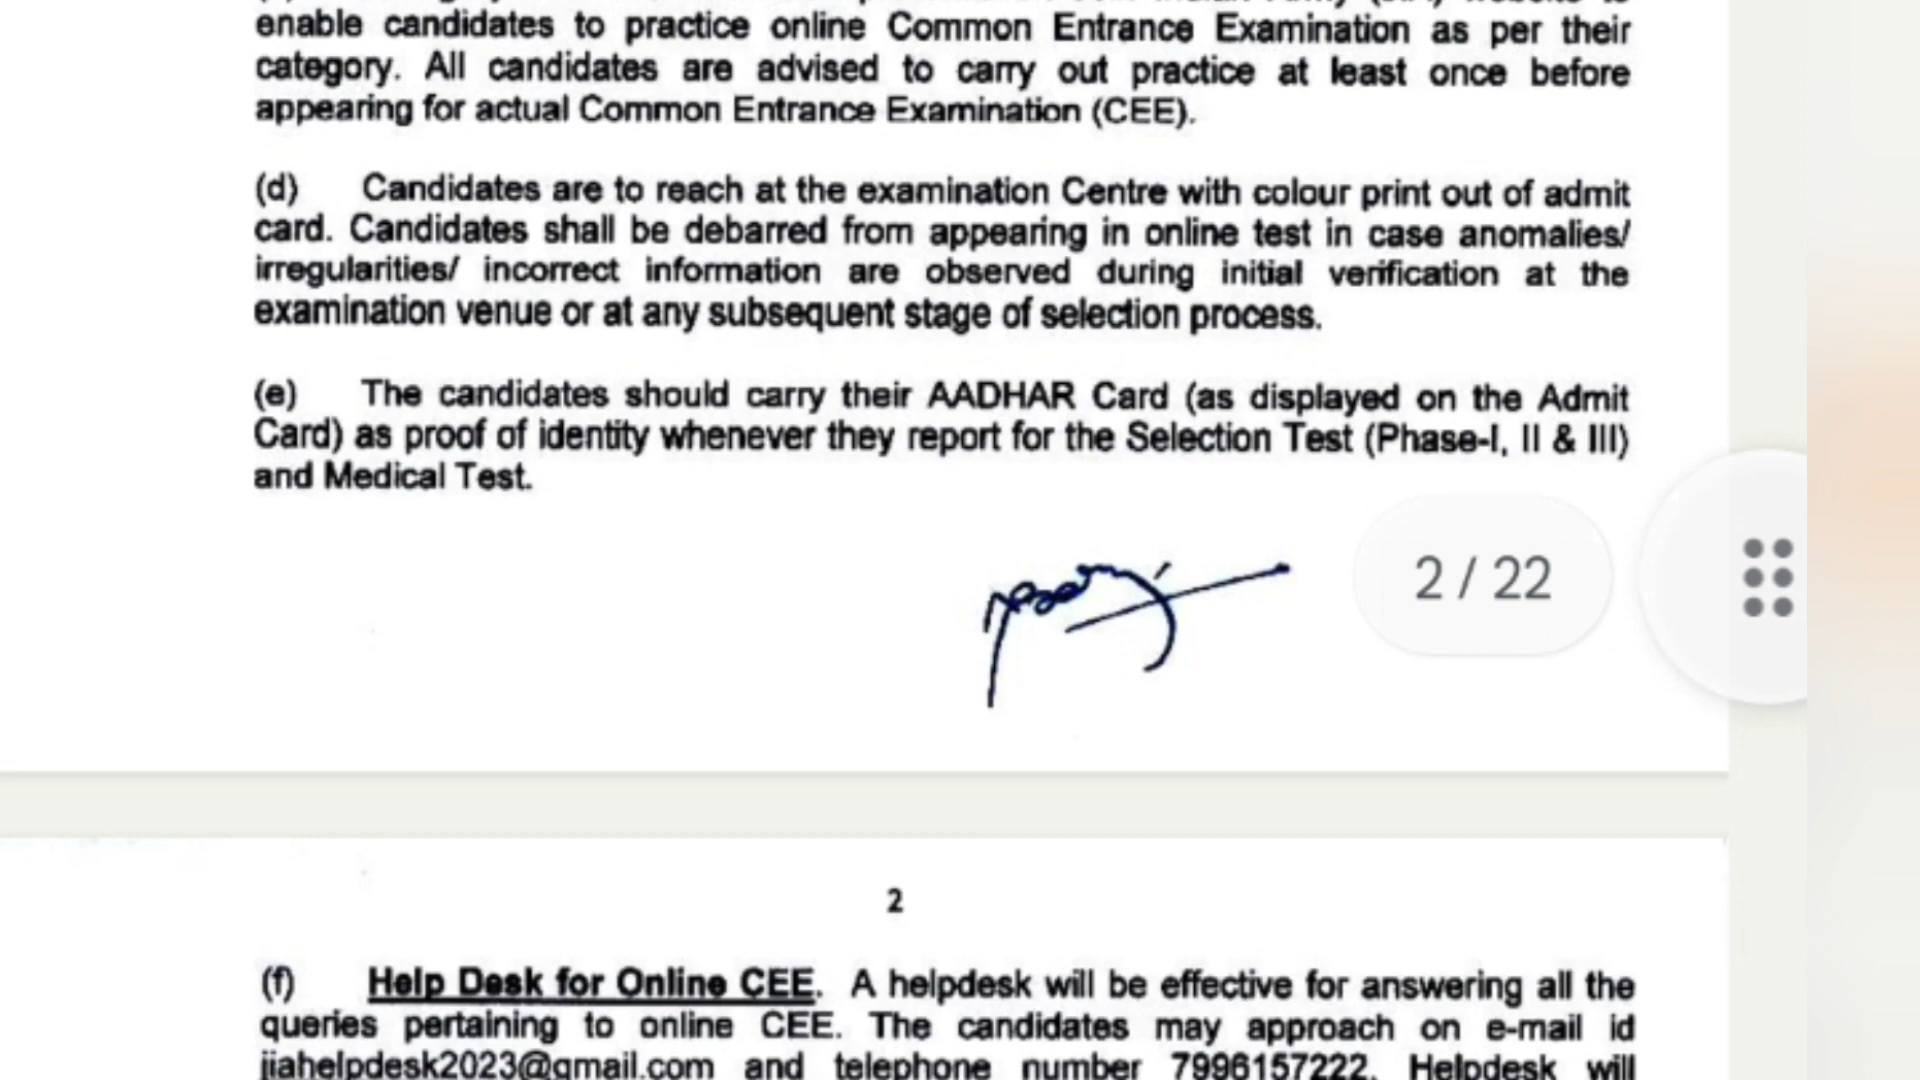 enable candidates to practice online Common Entrance Examination as per their
category. All candidates are advised to carry out practice at least once before
appearing for actual Common Entrance Examination (CEE).
(d) Candidates are to reach at the examination Centre with colour print out of admit
card. Candidates shall be debarred from appearing in online test in case anomalies/
irregularities/ incorrect information are observed during initial verification at the
examination venue or at any subsequent stage of selection process.
(e) The candidates should carry their AADHAR Card (as displayed on the Admit
Card) as proof of identity whenever they report for the Selection Test (Phase-I, II & III)
and Medical Test.
2 / 22
2
(f) Help Desk for Online CEE. A helpdesk will be effective for answering all the
queries pertaining to online CEE. The candidates may approach on e-mail id
jiahelpdesk2023@gmail.com and telephone number 7996157222. Helpdesk will